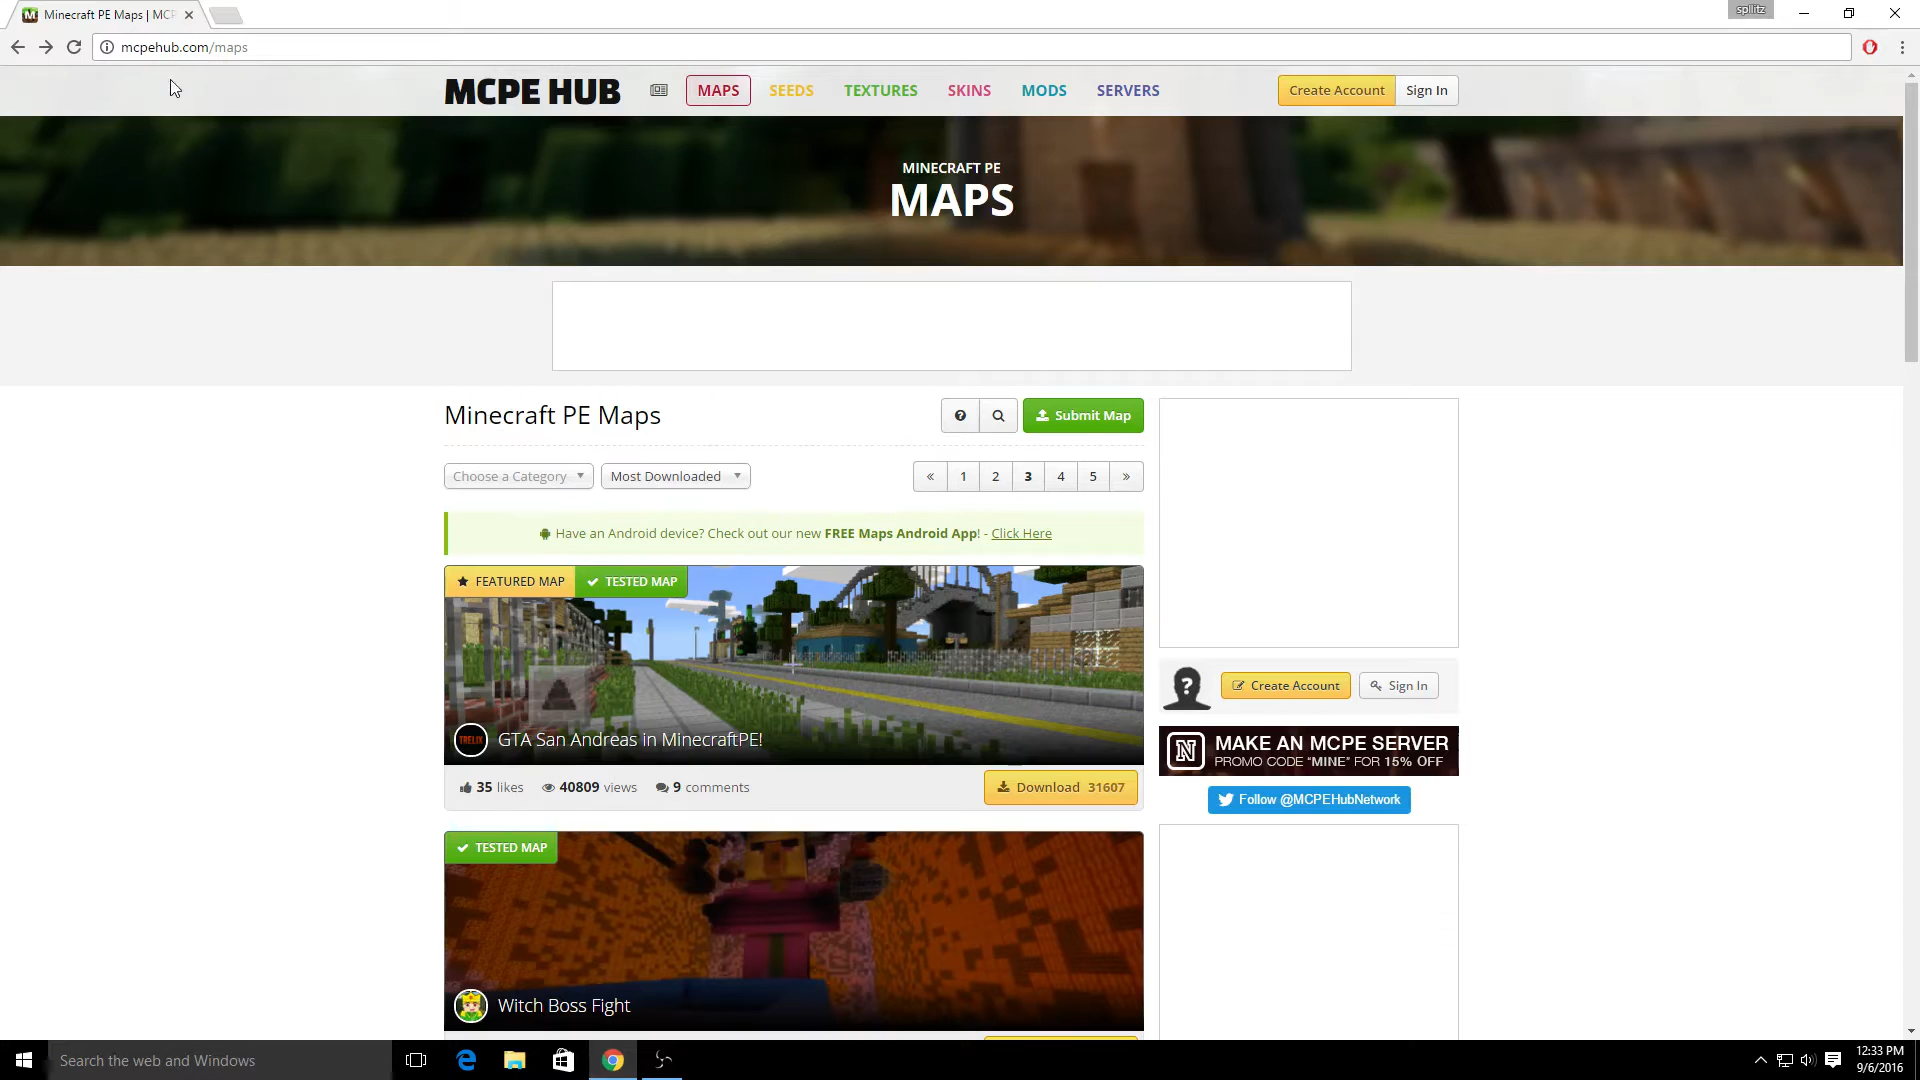 Minecraft PE Maps | MCP
spllitz
mcpehub.com/maps
MCPE HUB
MAPS
SEEDS
TEXTURES
SKINS
MODS
SERVERS
Create Account
Sign In
MINECRAFT PE
MAPS
Minecraft PE Maps
Submit Map
Choose a Category
Most Downloaded
« 1 2 3 4 5 »
Have an Android device? Check out our new FREE Maps Android App! - Click Here
FEATURED MAP
TESTED MAP
TRELIX
GTA San Andreas in MinecraftPE!
35 likes
40809 views
9 comments
Download 31607
Create Account
Sign In
MAKE AN MCPE SERVER
PROMO CODE "MINE" FOR 15% OFF
Follow @MCPEHubNetwork
TESTED MAP
Witch Boss Fight
Search the web and Windows
12:33 PM
9/6/2016